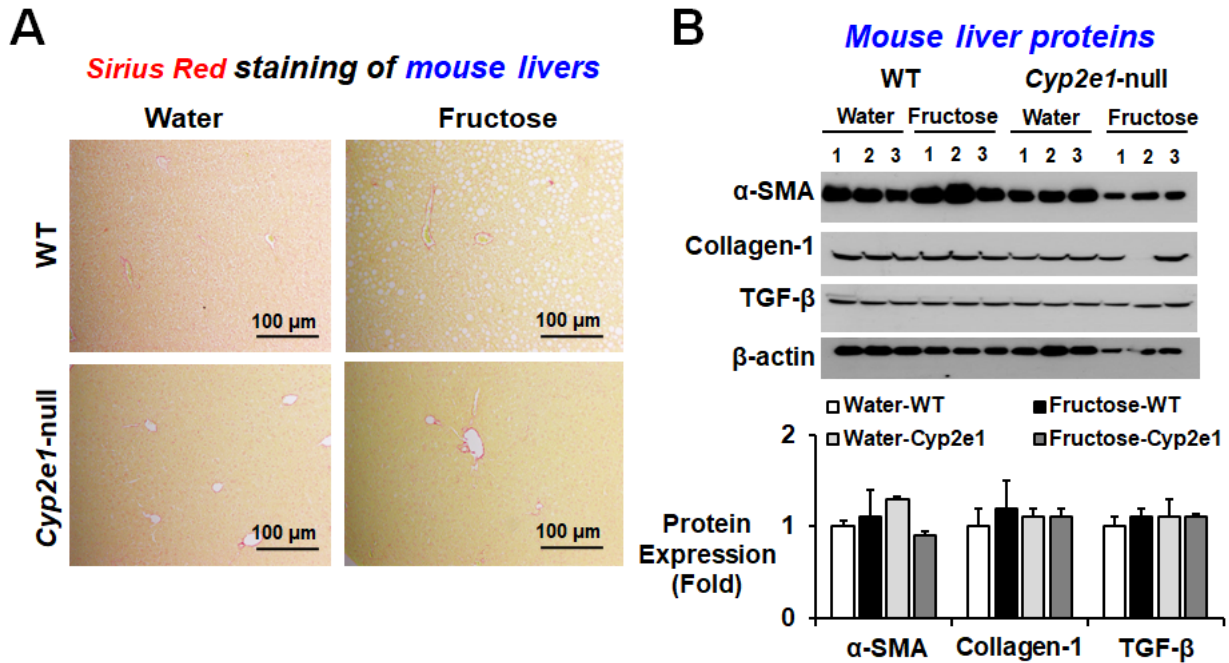 A
Sirius Red staining of mouse livers
Water Fructose
WT
100 μm 100 μm
Cyp2e1-null
100 μm 100 μm
B
Mouse liver proteins
WT Cyp2e1-null
Water Fructose Water Fructose
1 2 3 1 2 3 1 2 3 1 2 3
α-SMA
Collagen-1
TGF-β
β-actin
Water-WT Fructose-WT
Water-Cyp2e1 Fructose-Cyp2e1
2
1
0
Protein
Expression
(Fold)
α-SMA Collagen-1 TGF-β